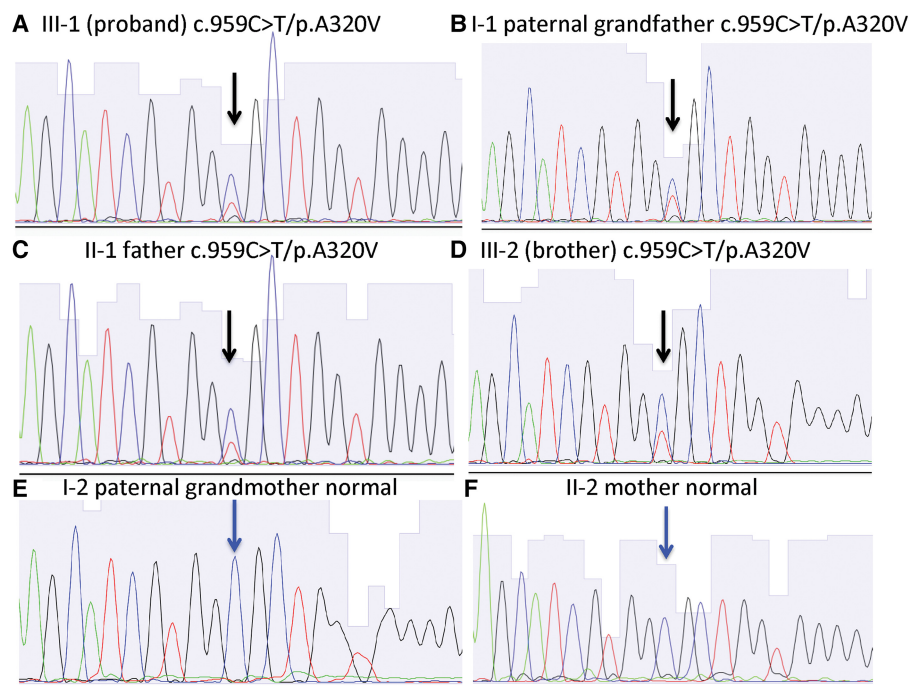 A III-1 (proband) c.959C>T/p.A320V
B I-1 paternal grandfather c.959C>T/p.A320V
C II-1 father c.959C>T/p.A320V
D III-2 (brother) c.959C>T/p.A320V
E I-2 paternal grandmother normal
F II-2 mother normal